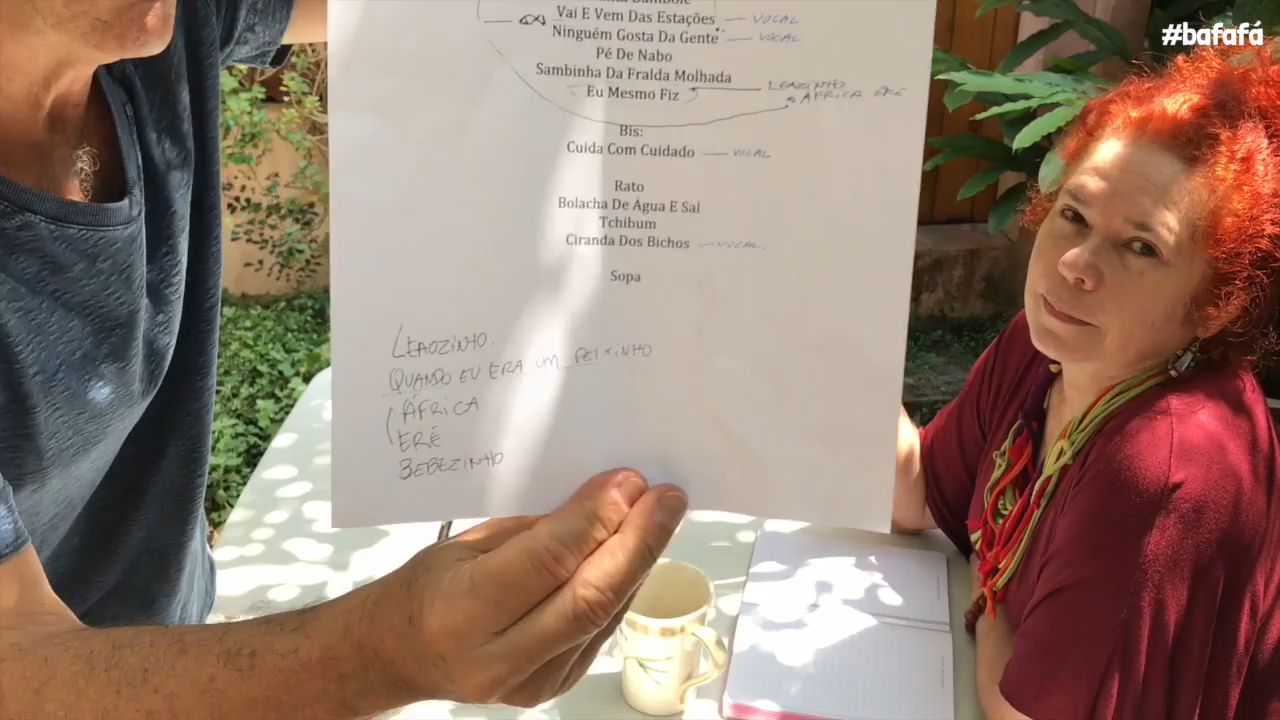 #bafafá
Vai E Vem Das Estações — VOCAL
Ninguém Gosta Da Gente — VOCAL
Pé De Nabo
Sambinha Da Fralda Molhada
Eu Mesmo Fiz LEAOZINHO
ÁFRICA ERÊ
Bis:
Cuida Com Cuidado — VOCAL
Rato
Bolacha De Água E Sal
Tchibum
Ciranda Dos Bichos — VOCAL
Sopa
LEAOZINHO.
QUANDO EU ERA UM PEIXINHO
ÁFRICA
ERÊ
BEBEZINHO